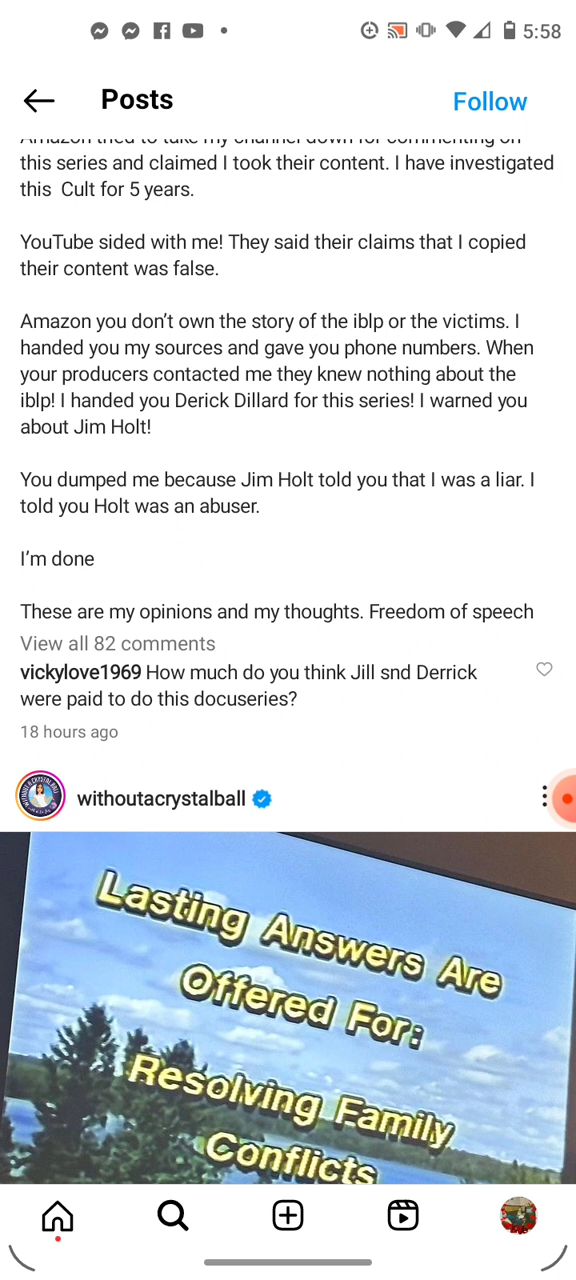 5:58
Posts
Follow
Amazon tried to take my channel down for commenting on
this series and claimed I took their content. I have investigated
this  Cult for 5 years.
YouTube sided with me! They said their claims that I copied
their content was false.
Amazon you don’t own the story of the iblp or the victims. I
handed you my sources and gave you phone numbers. When
your producers contacted me they knew nothing about the
iblp! I handed you Derick Dillard for this series! I warned you
about Jim Holt!
You dumped me because Jim Holt told you that I was a liar. I
told you Holt was an abuser.
I’m done
These are my opinions and my thoughts. Freedom of speech
View all 82 comments
vickylove1969 How much do you think Jill snd Derrick
were paid to do this docuseries?
18 hours ago
withoutacrystalball
Lasting Answers Are
Offered For:
Resolving Family
Conflicts